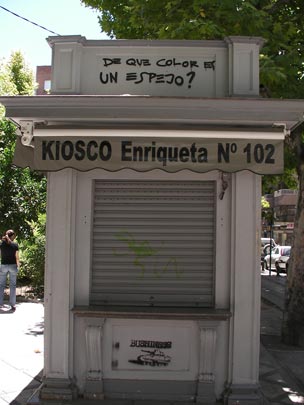 DE QUE COLOR ES
UN ESPEJO?
KIOSCO Enriqueta Nº 102